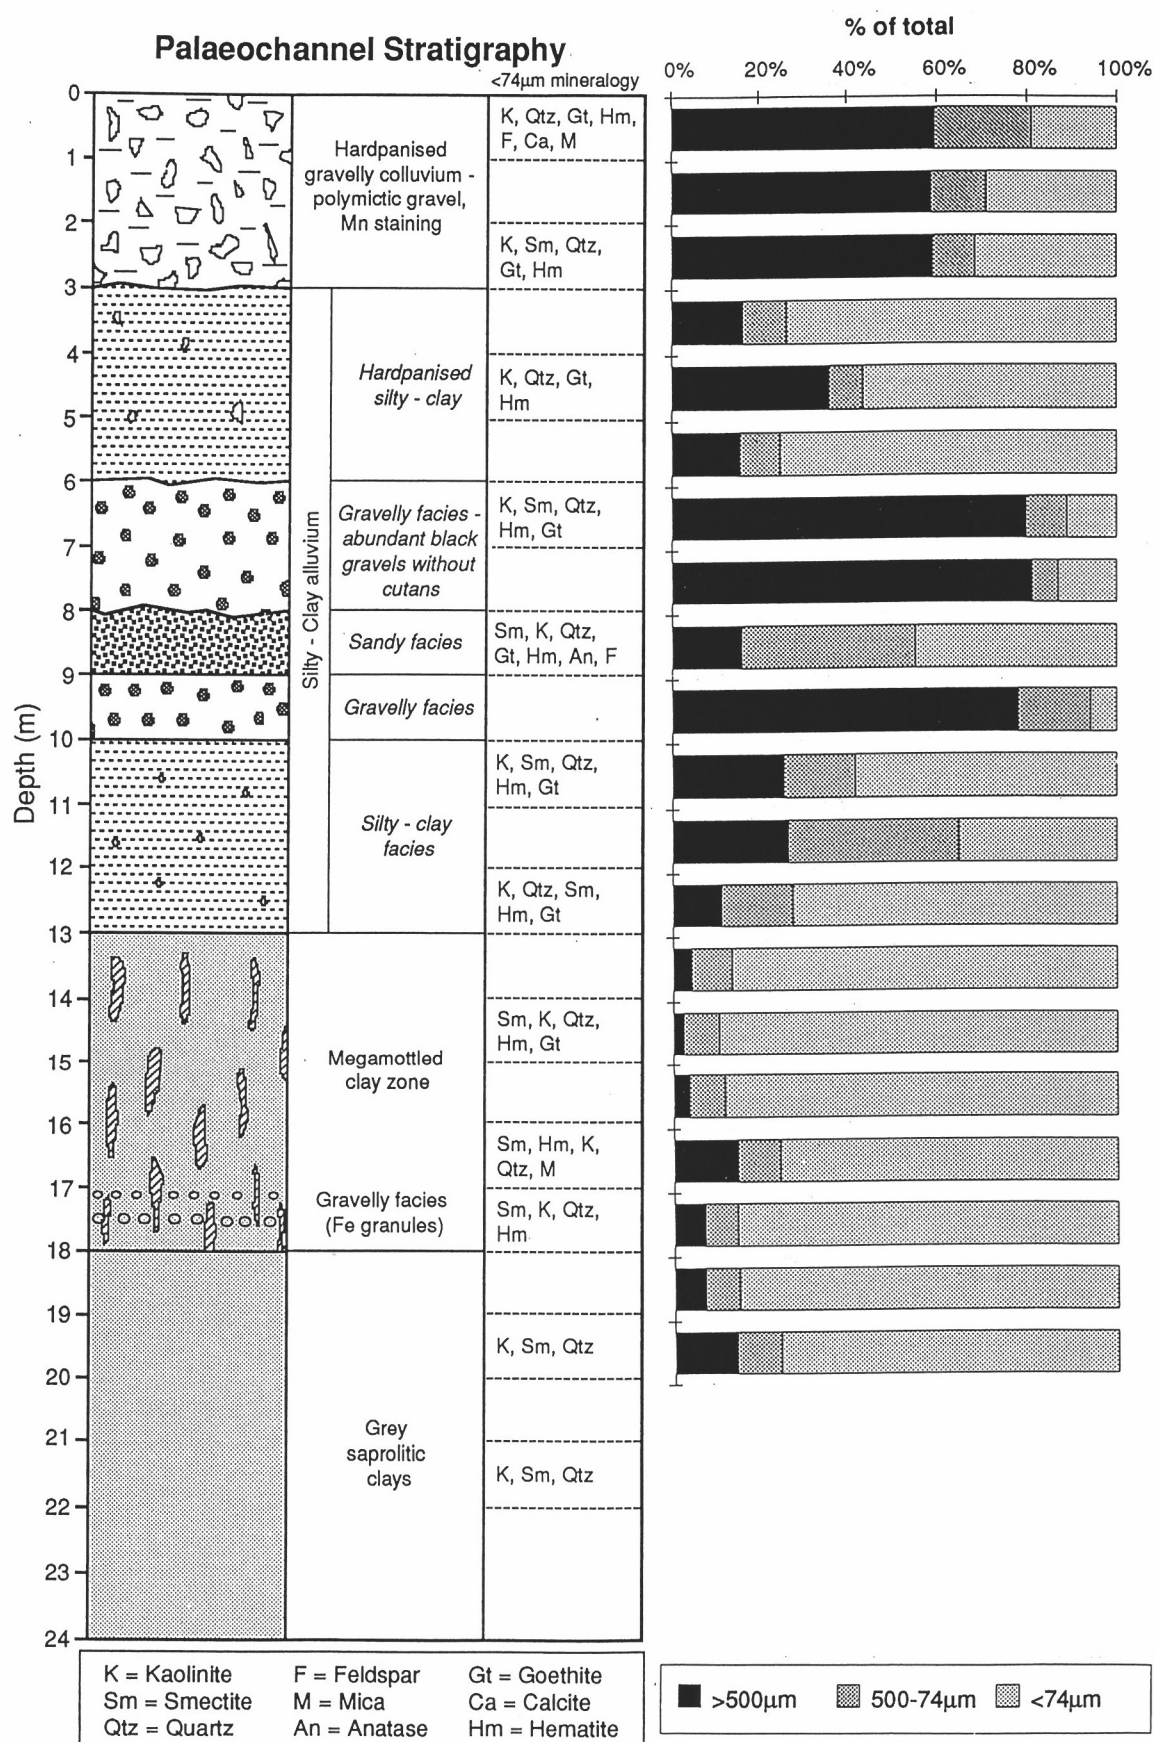 % of total
Palaeochannel Stratigraphy
<74µm mineralogy
0% 20% 40% 60% 80% 100%
0
1
2
3
4
5
6
7
8
9
10
11
12
13
14
15
16
17
18
19
20
21
22
23
24
Depth (m)
Hardpanised
gravelly colluvium -
polymictic gravel,
Mn staining
Silty - Clay alluvium
Hardpanised
silty - clay
Gravelly facies -
abundant black
gravels without
cutans
Sandy facies
Gravelly facies
Silty - clay
facies
Megamottled
clay zone
Gravelly facies
(Fe granules)
Grey
saprolitic
clays
K, Qtz, Gt, Hm,
F, Ca, M
K, Sm, Qtz,
Gt, Hm
K, Qtz, Gt,
Hm
K, Sm, Qtz,
Hm, Gt
Sm, K, Qtz,
Gt, Hm, An, F
K, Sm, Qtz,
Hm, Gt
K, Qtz, Sm,
Hm, Gt
Sm, K, Qtz,
Hm, Gt
Sm, Hm, K,
Qtz, M
Sm, K, Qtz,
Hm
K, Sm, Qtz
K, Sm, Qtz
K = Kaolinite F = Feldspar Gt = Goethite
Sm = Smectite M = Mica Ca = Calcite
Qtz = Quartz An = Anatase Hm = Hematite
>500µm 500-74µm <74µm